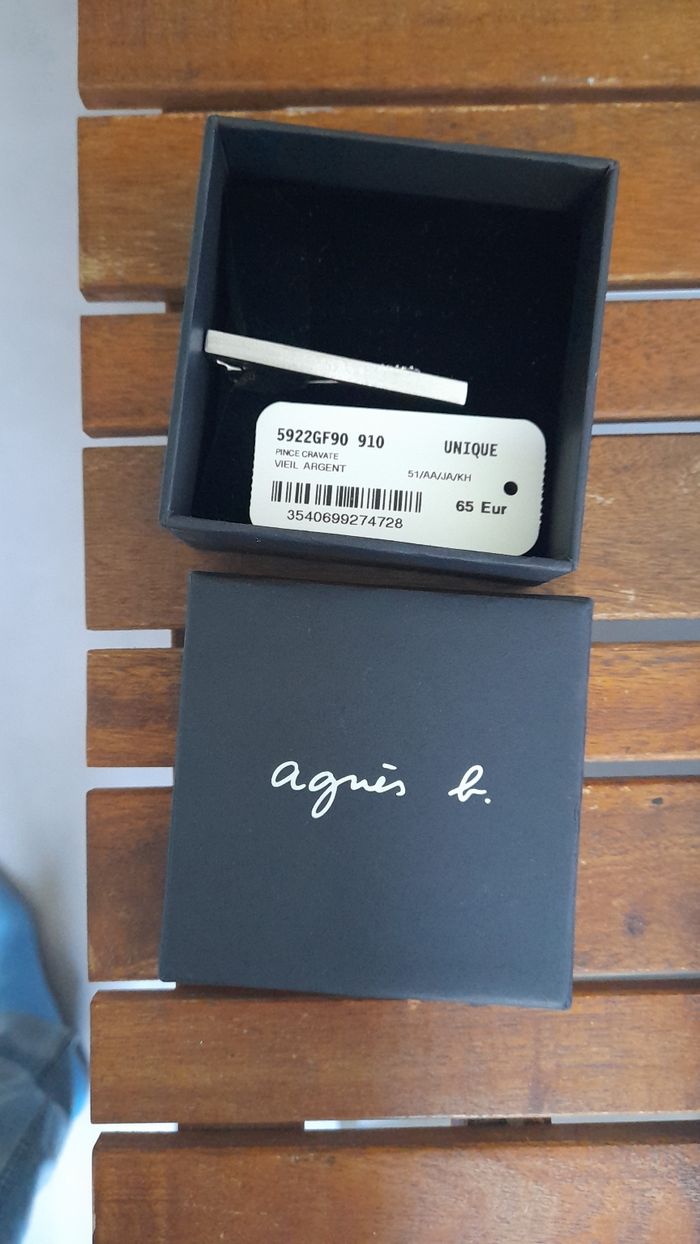 5922GF90 910 UNIQUE
PINCE CRAVATE
VIEIL ARGENT 51/AA/JA/KH
65 Eur
3540699274728
agnès b.